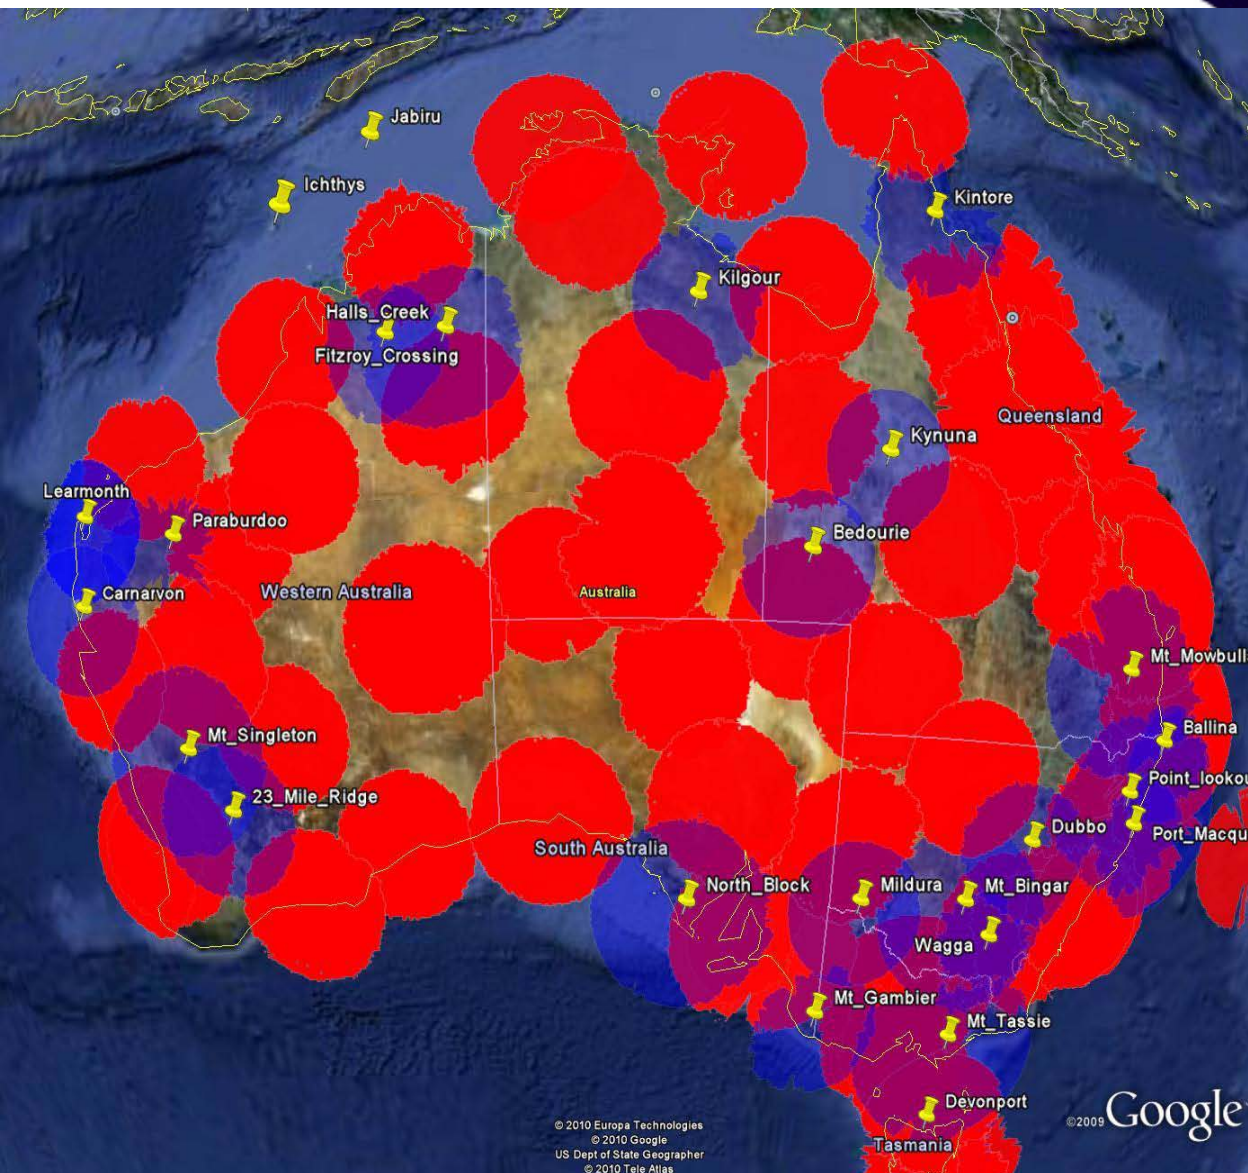 Jabiru
Ichthys
Kintore
Kilgour
Halls_Creek
Fitzroy_Crossing
Queensland
Kynuna
Learmonth
Paraburdoo
Bedourie
Carnarvon
Western Australia
Australia
Mt_Mowbull
Mt_Singleton
Ballina
Point_lookou
23_Mile_Ridge
Dubbo
Port_Macqu
South Australia
North_Block
Mildura
Mt_Bingar
Wagga
Mt_Gambier
Mt_Tassie
Devonport
Tasmania
©2009 Google
© 2010 Europa Technologies
© 2010 Google
US Dept of State Geographer
© 2010 Tele Atlas